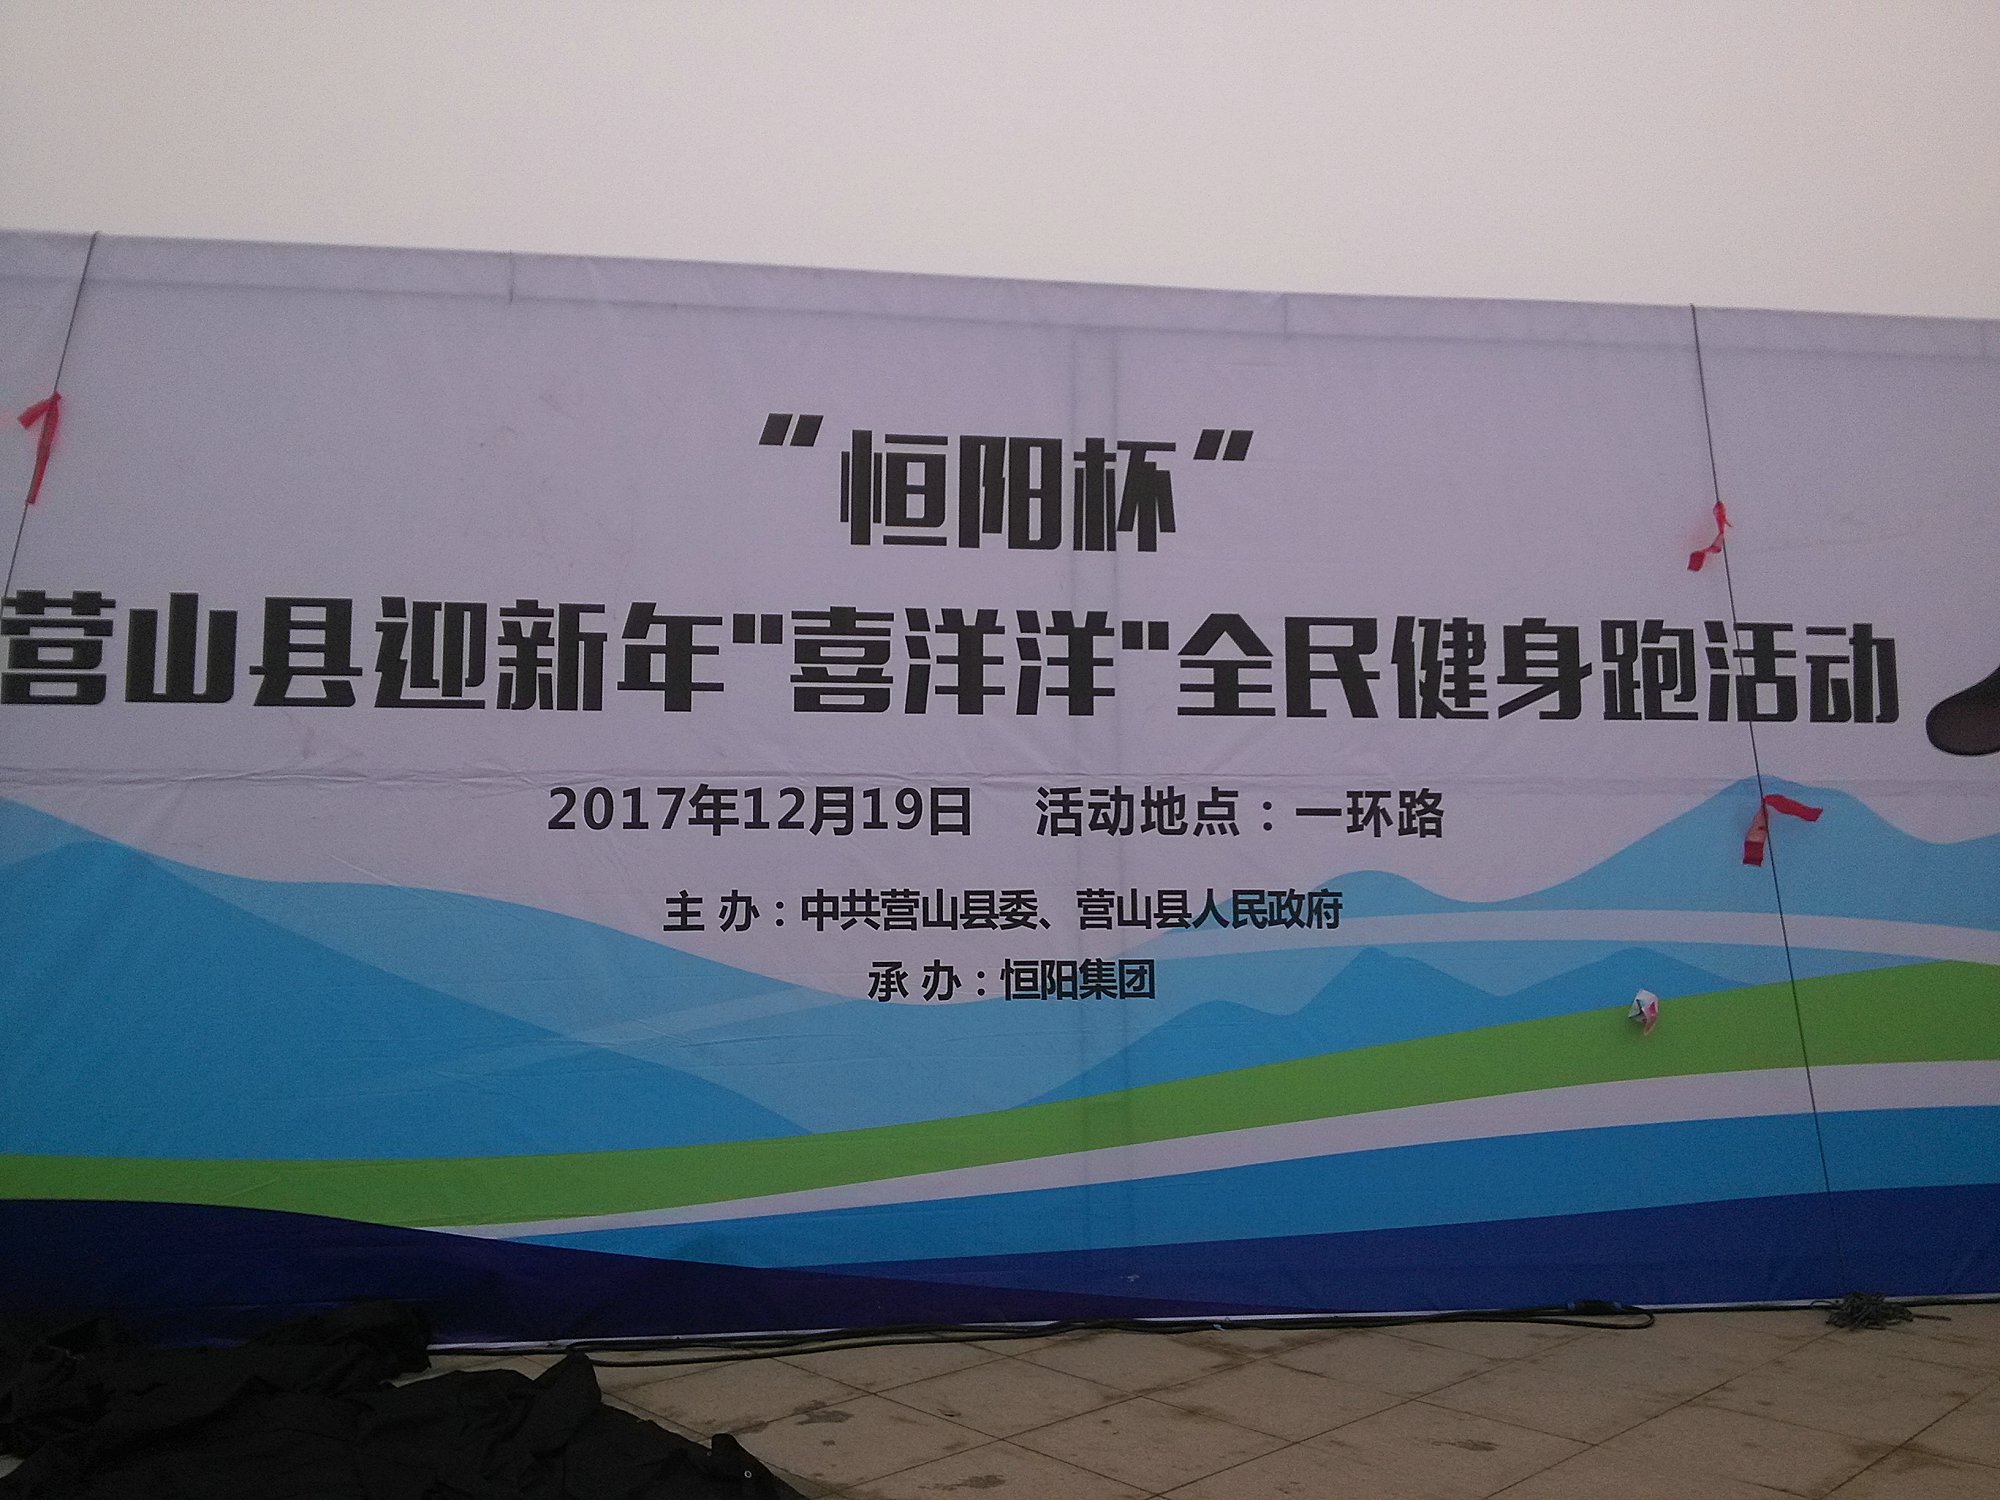 “恒阳杯”
营山县迎新年"喜洋洋"全民健身跑活动
2017年12月19日 活动地点：一环路
主 办：中共营山县委、营山县人民政府
承 办：恒阳集团